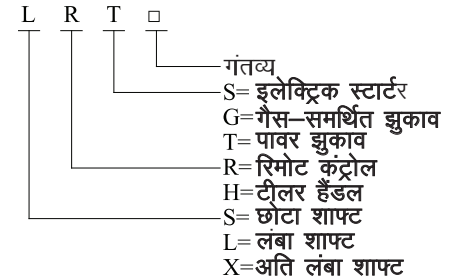 L R T □
गंतव्य
S= इलेक्ट्रिक स्टार्टर
G= गैस–समर्थित झुकाव
T= पावर झुकाव
R= रिमोट कंट्रोल
H= टीलर हैंडल
S= छोटा शाफ्ट
L= लंबा शाफ्ट
X= अति लंबा शाफ्ट